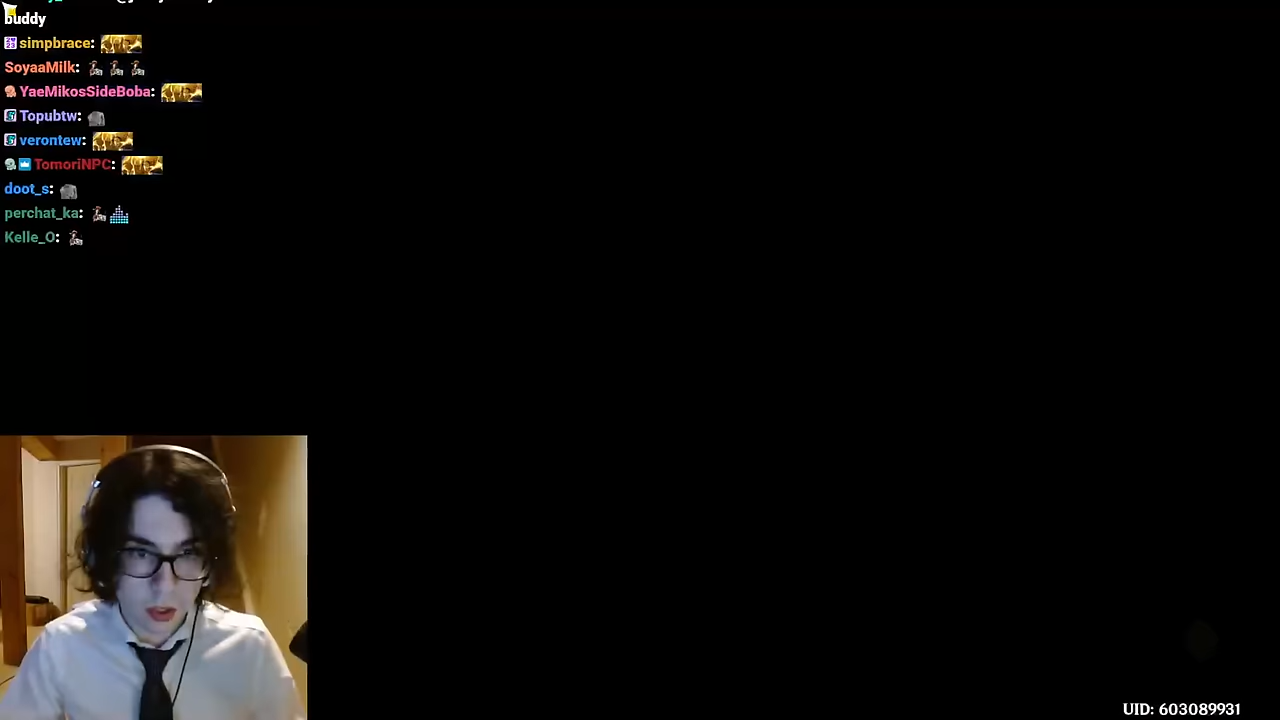 buddy
simpbrace:
SoyaaMilk:
YaeMikosSideBoba:
Topubtw:
verontew:
TomoriNPC:
doot_s:
perchat_ka:
Kelle_O:
UID: 603089931